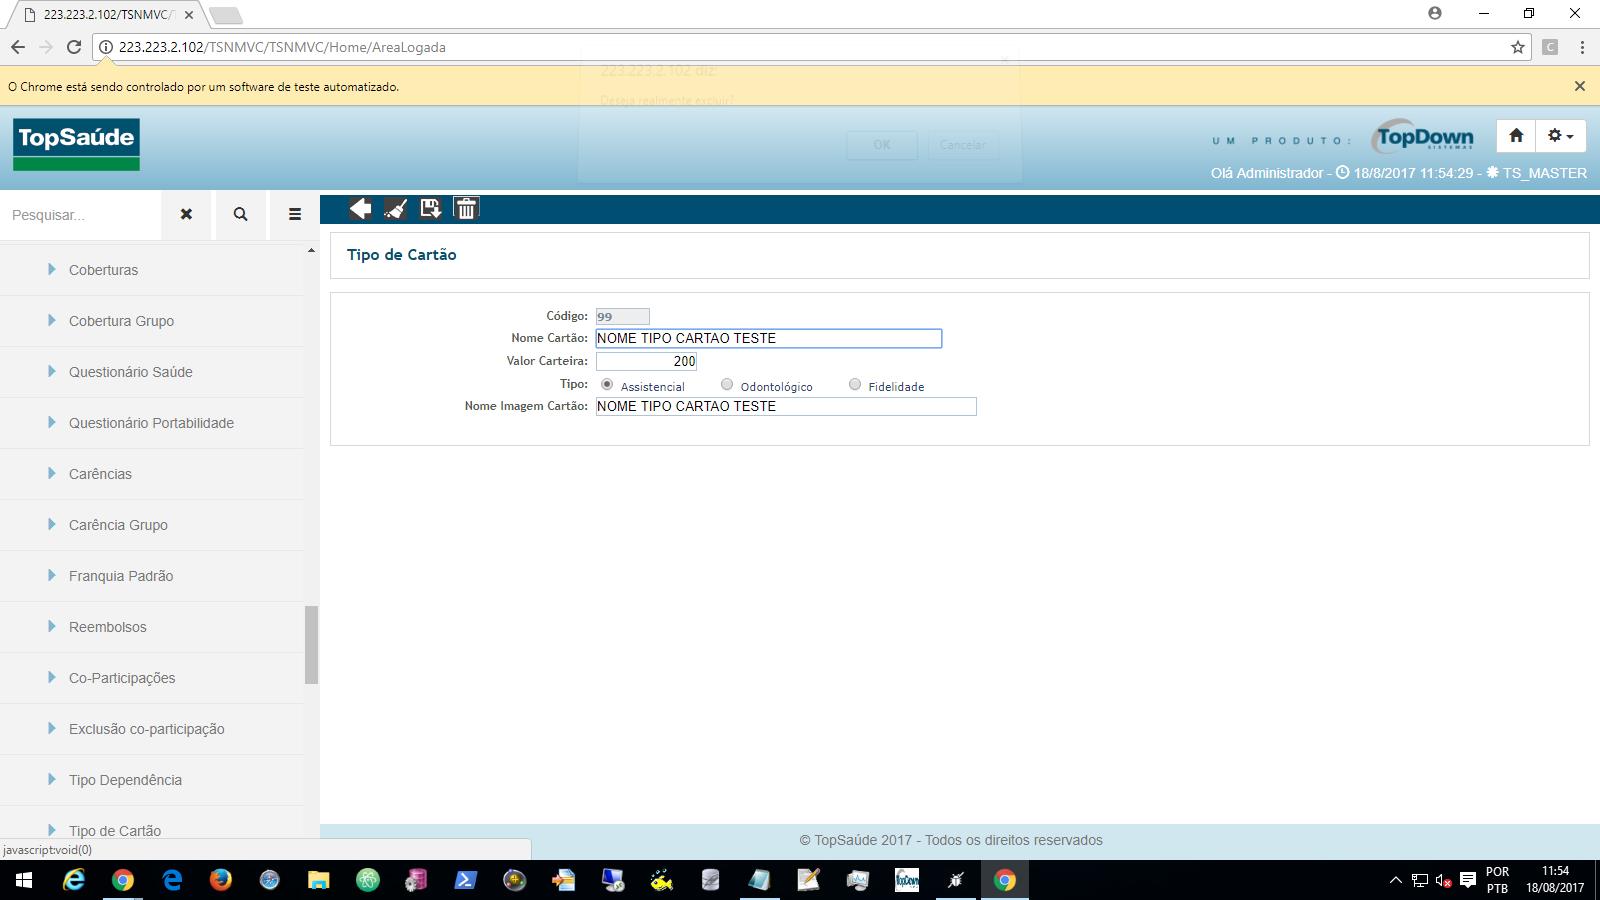 223.223.2.102/TSNMVC/
223.223.2.102/TSNMVC/TSNMVC/Home/AreaLogada
C
223.223.2.102 diz:
O Chrome está sendo controlado por um software de teste automatizado.
Deseja realmente excluir?
OK
Cancelar
TopSaúde
UM PRODUTO:
TopDown
SISTEMAS
Olá Administrador - 18/8/2017 11:54:29 - TS_MASTER
Pesquisar...
Tipo de Cartão
Coberturas
Cobertura Grupo
Questionário Saúde
Questionário Portabilidade
Carências
Carência Grupo
Franquia Padrão
Reembolsos
Co-Participações
Exclusão co-participação
Tipo Dependência
Tipo de Cartão
Código: 99
Nome Cartão: NOME TIPO CARTAO TESTE
Valor Carteira: 200
Tipo: Assistencial Odontológico Fidelidade
Nome Imagem Cartão: NOME TIPO CARTAO TESTE
© TopSaúde 2017 - Todos os direitos reservados
javascript:void(0)
TopDown
POR
PTB
11:54
18/08/2017